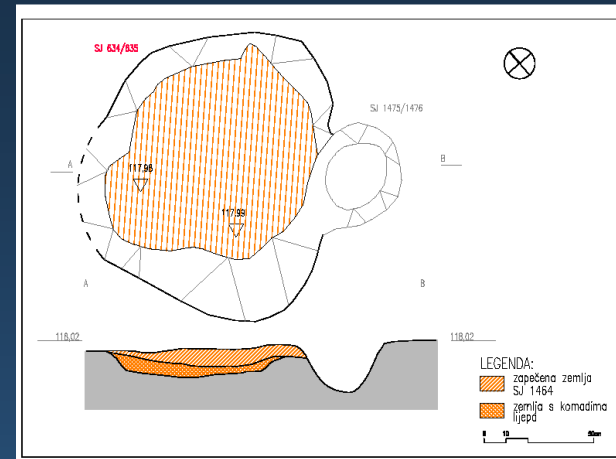 SJ 634/635
SJ 1475/1476
A
B
117,96
117,99
A
B
118,02
118,02
LEGENDA:
zapečena zemlja
SJ 1464
zemlja s komadima
lijepa
0 10 50cm